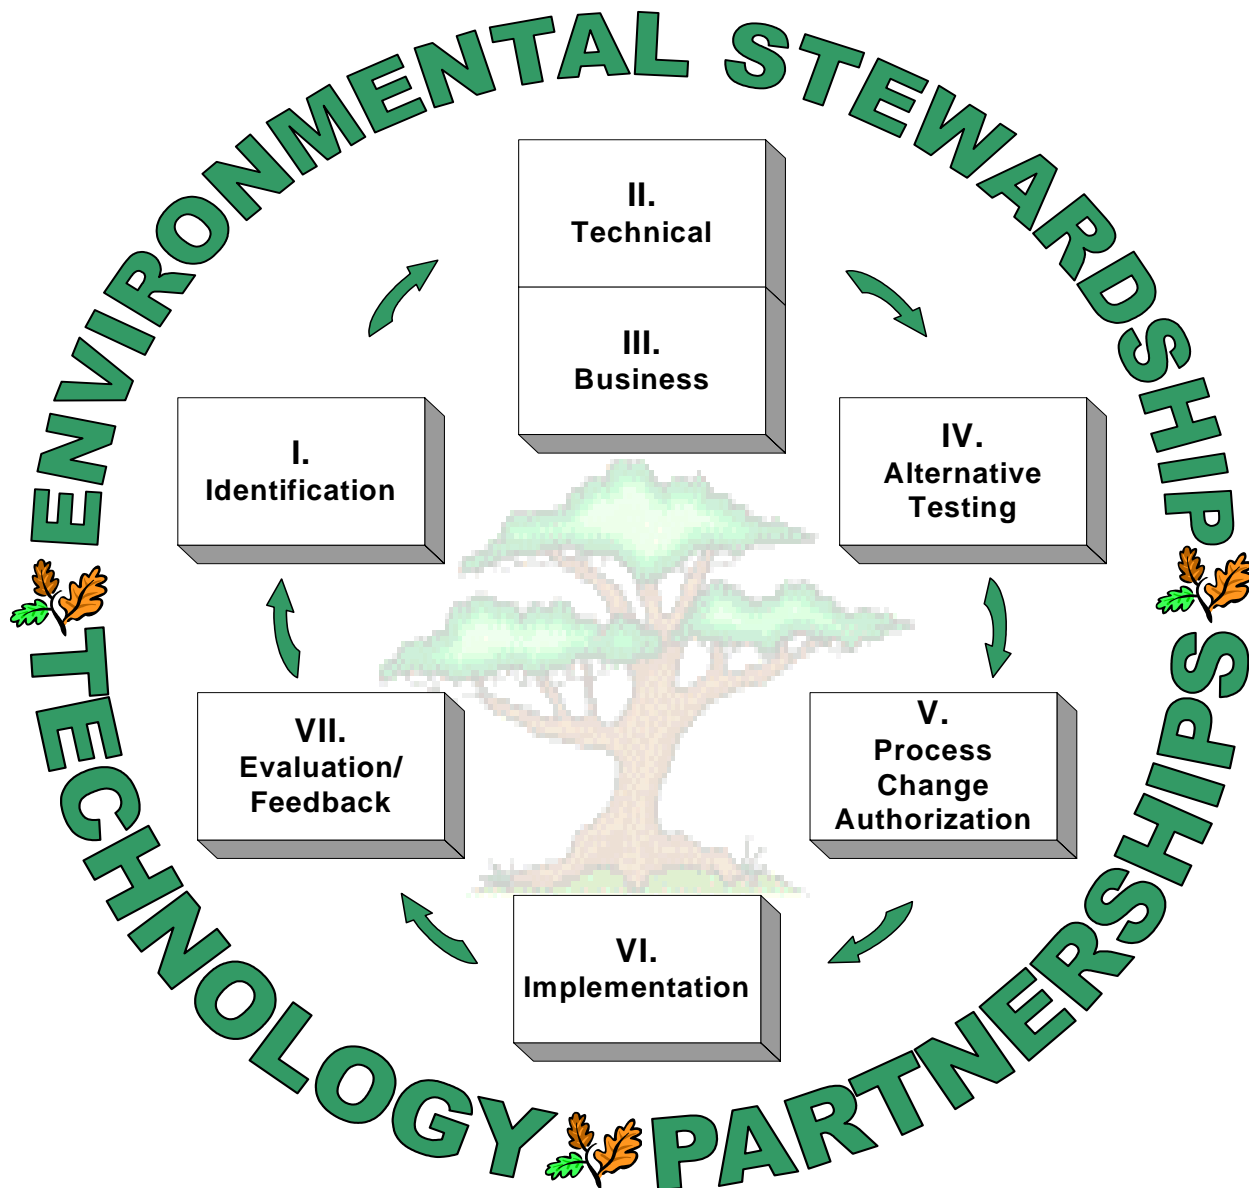 ENVIRONMENTAL STEWARDSHIP
II.
Technical
III.
Business
I.
Identification
IV.
Alternative
Testing
VII.
Evaluation/
Feedback
V.
Process
Change
Authorization
VI.
Implementation
TECHNOLOGY
PARTNERSHIPS